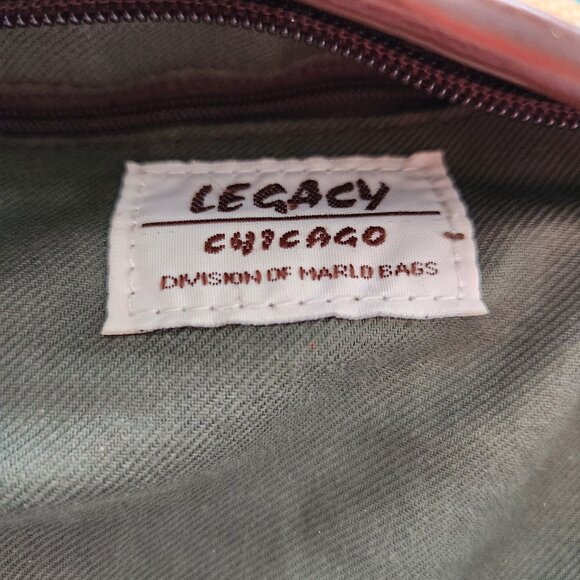 LEGACY
CHICAGO
DIVISION OF MARLO BAGS